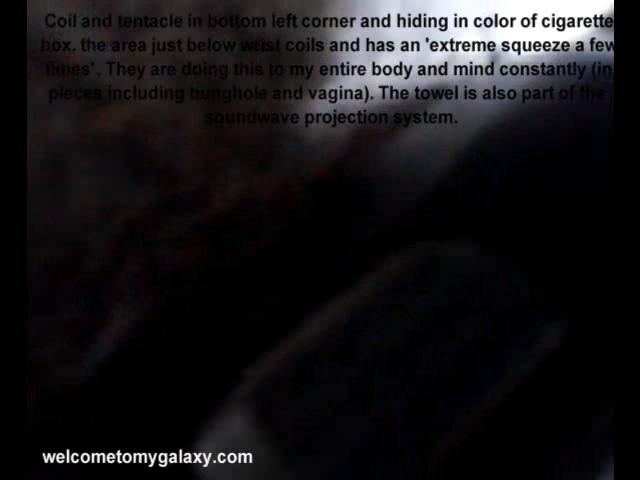 Coil and tentacle in bottom left corner and hiding in color of cigarette
box. the area just below wrist coils and has an 'extreme squeeze a few
times'. They are doing this to my entire body and mind constantly (in
pieces including bunghole and vagina). The towel is also part of the
soundwave projection system.
welcometomygalaxy.com